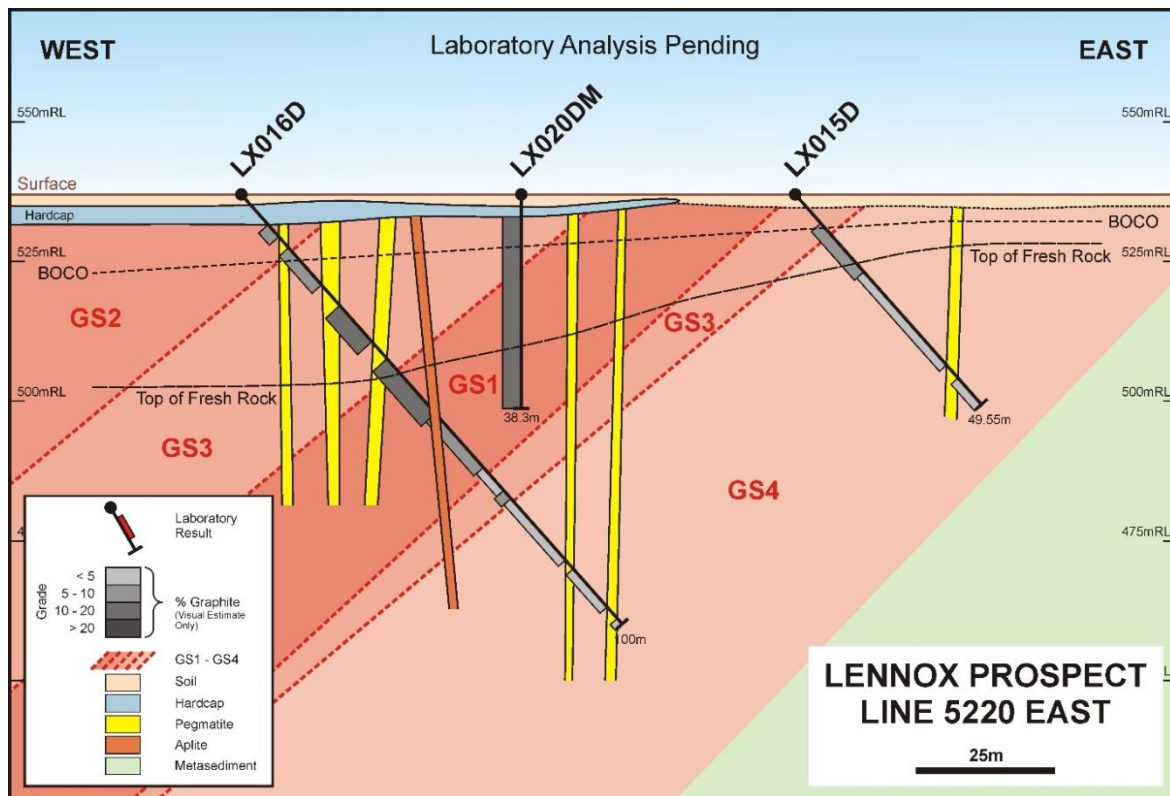 WEST
Laboratory Analysis Pending
EAST
550mRL
550mRL
LX016D
LX020DM
LX015D
Surface
Hardcap
BOCO
BOCO
525mRL
525mRL
Top of Fresh Rock
GS2
GS3
GS1
500mRL
500mRL
Top of Fresh Rock
38.3m
49.55m
GS3
GS4
475mRL
100m
Laboratory
Result
Grade
< 5
5 - 10
10 - 20
> 20
% Graphite
(Visual Estimate
Only)
GS1 - GS4
Soil
Hardcap
Pegmatite
Aplite
Metasediment
LENNOX PROSPECT
LINE 5220 EAST
25m